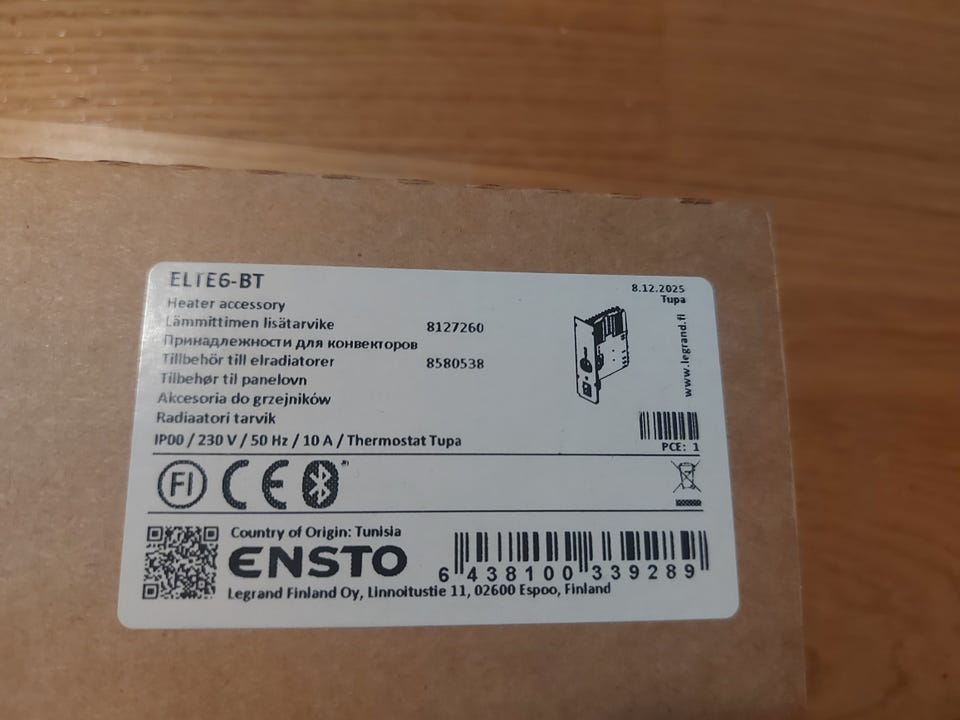 ELTE6-BT
8.12.2025
Tupa
Heater accessory
Lämmittimen lisätarvike 8127260
Принадлежности для конвекторов
Tillbehör till elradiatorer 8580538
Tilbehør til panelovn
Akcesoria do grzejników
Radiaatori tarvik
IP00 / 230 V / 50 Hz / 10 A / Thermostat Tupa
www.legrand.fi
PCE: 1
FI CE
Country of Origin: Tunisia
ENSTO
6 438100 339289
Legrand Finland Oy, Linnoitustie 11, 02600 Espoo, Finland